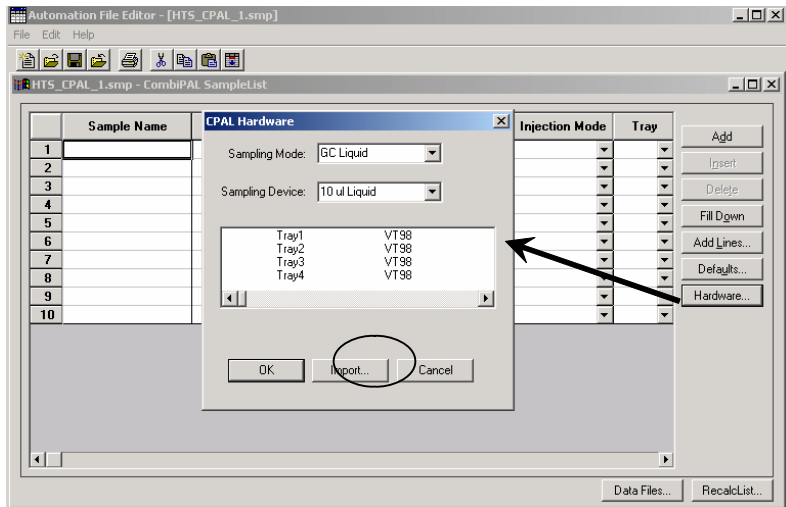 Automation File Editor - [HTS_CPAL_1.smp]
File Edit Help
HTS_CPAL_1.smp - CombiPAL SampleList
Sample Name Injection Mode Tray
1
2
3
4
5
6
7
8
9
10
CPAL Hardware
Sampling Mode: GC Liquid
Sampling Device: 10 ul Liquid
Tray1 VT98
Tray2 VT98
Tray3 VT98
Tray4 VT98
OK Import... Cancel
Add
Insert
Delete
Fill Down
Add Lines...
Defaults...
Hardware...
Data Files... RecalcList...